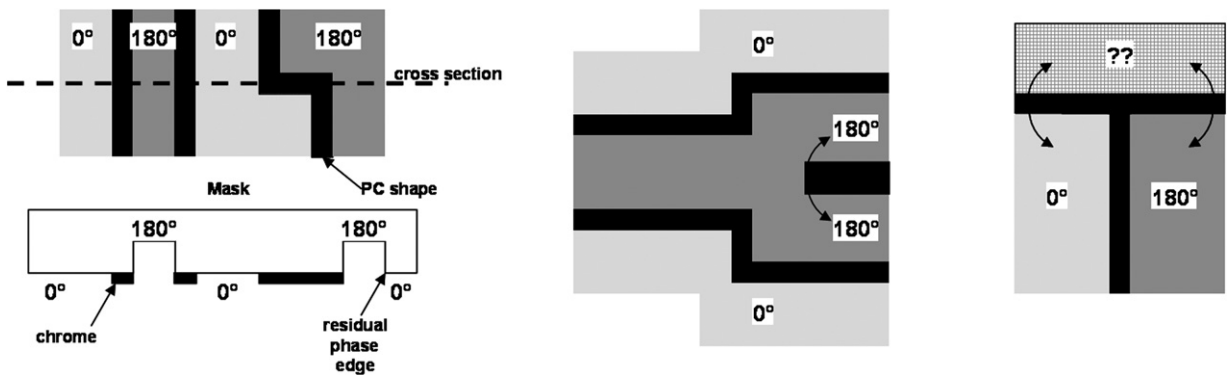 0° 180° 0° 180°
cross section
Mask
PC shape
180° 180°
0° 0° 0°
chrome
residual
phase
edge
0°
180°
180°
0°
??
0° 180°